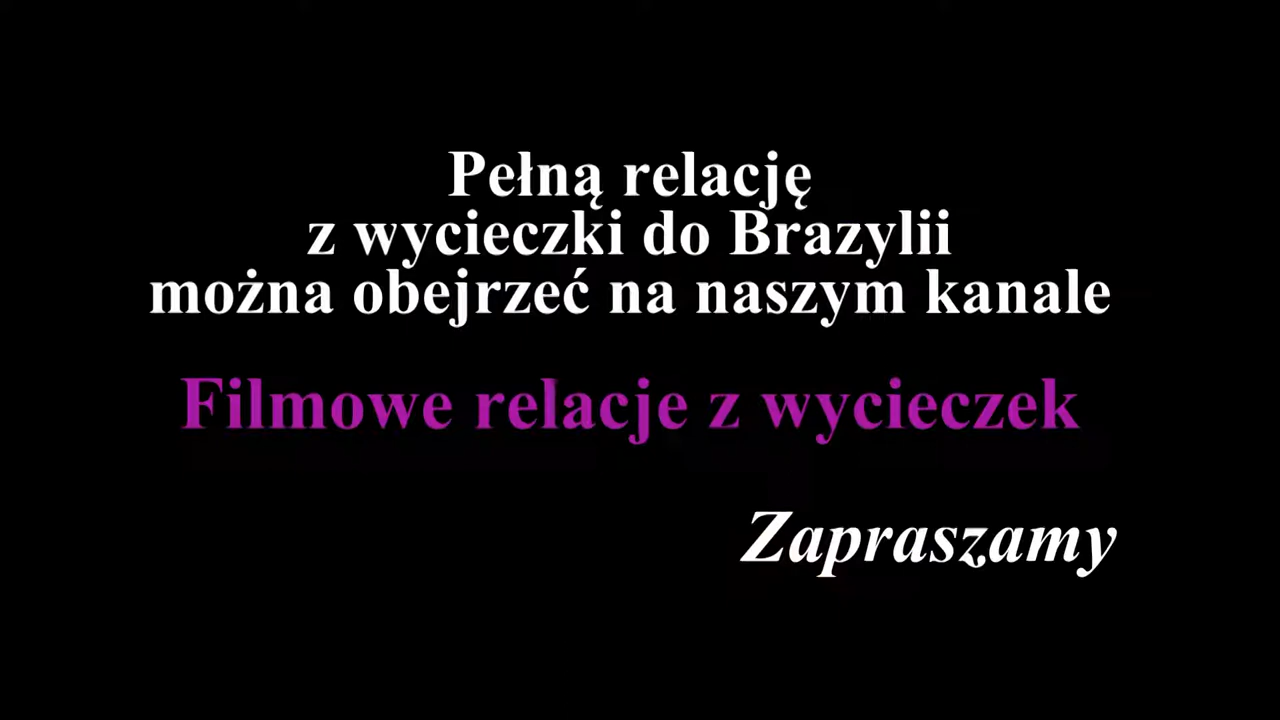 Pełną relację
z wycieczki do Brazylii
można obejrzeć na naszym kanale
Filmowe relacje z wycieczek
Zapraszamy